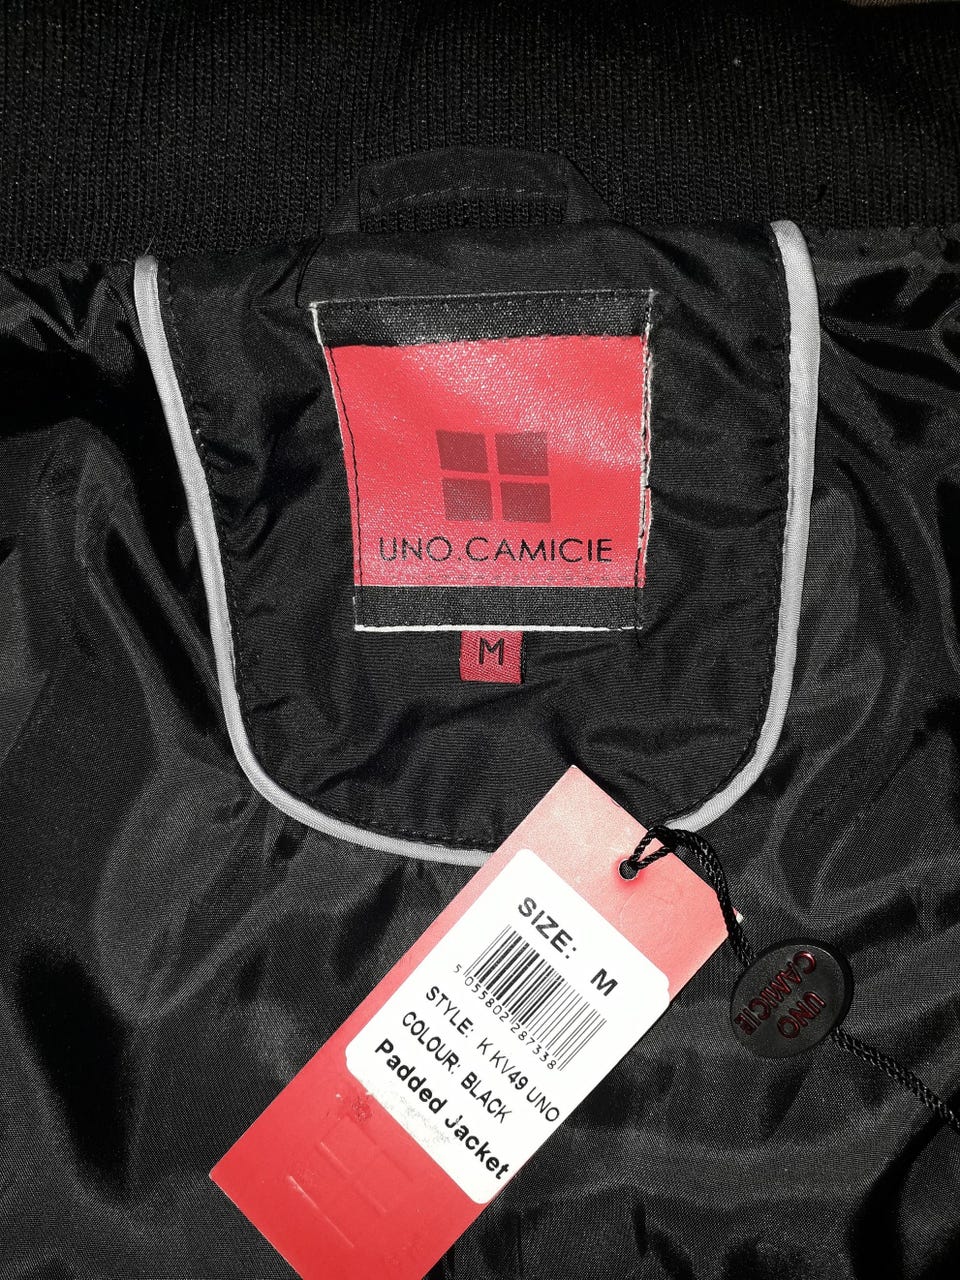 UNO CAMICIE
M
SIZE: M
5 055802 287338
STYLE: K KV49 UNO
COLOUR: BLACK
Padded Jacket
UNO
CAMICIE